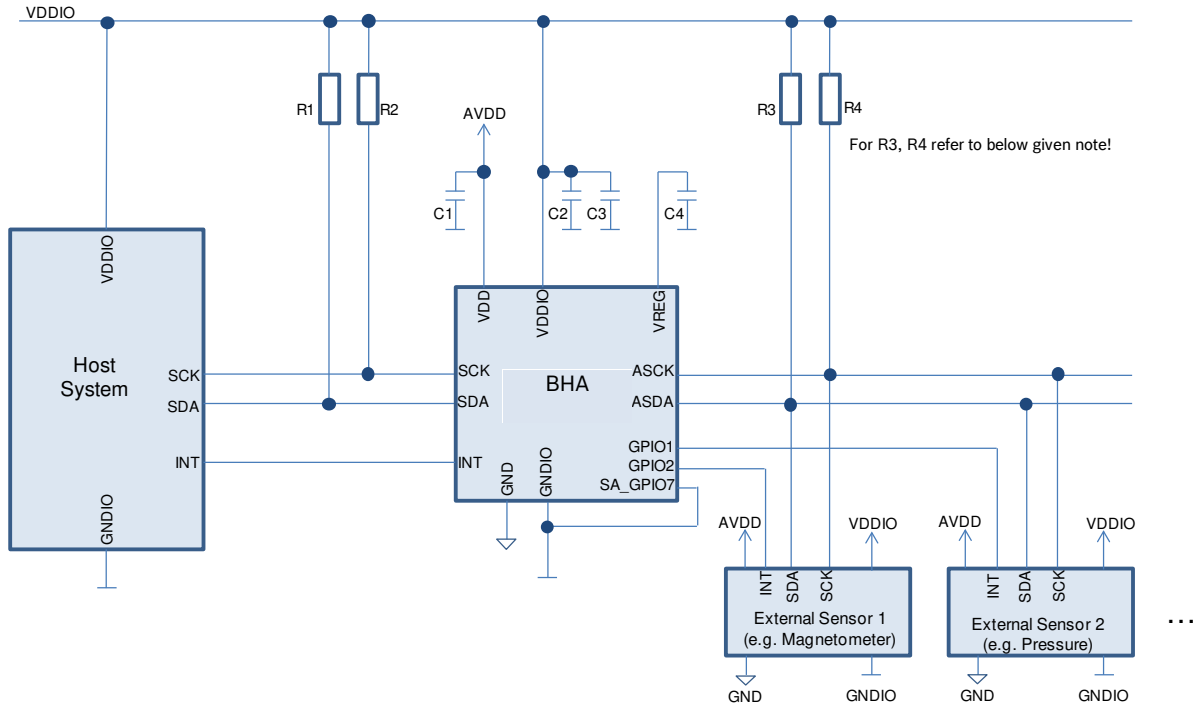 VDDIO
R1
R2
R3
R4
AVDD
For R3, R4 refer to below given note!
C1
C2
C3
C4
VDDIO
VDD
VDDIO
VREG
Host
System
SCK
SDA
INT
GNDIO
SCK
SDA
INT
BHA
ASCK
ASDA
GPIO1
GPIO2
SA_GPIO7
GND
GNDIO
AVDD
VDDIO
AVDD
VDDIO
INT
SDA
SCK
INT
SDA
SCK
External Sensor 1
(e.g. Magnetometer)
External Sensor 2
(e.g. Pressure)
...
GND
GNDIO
GND
GNDIO